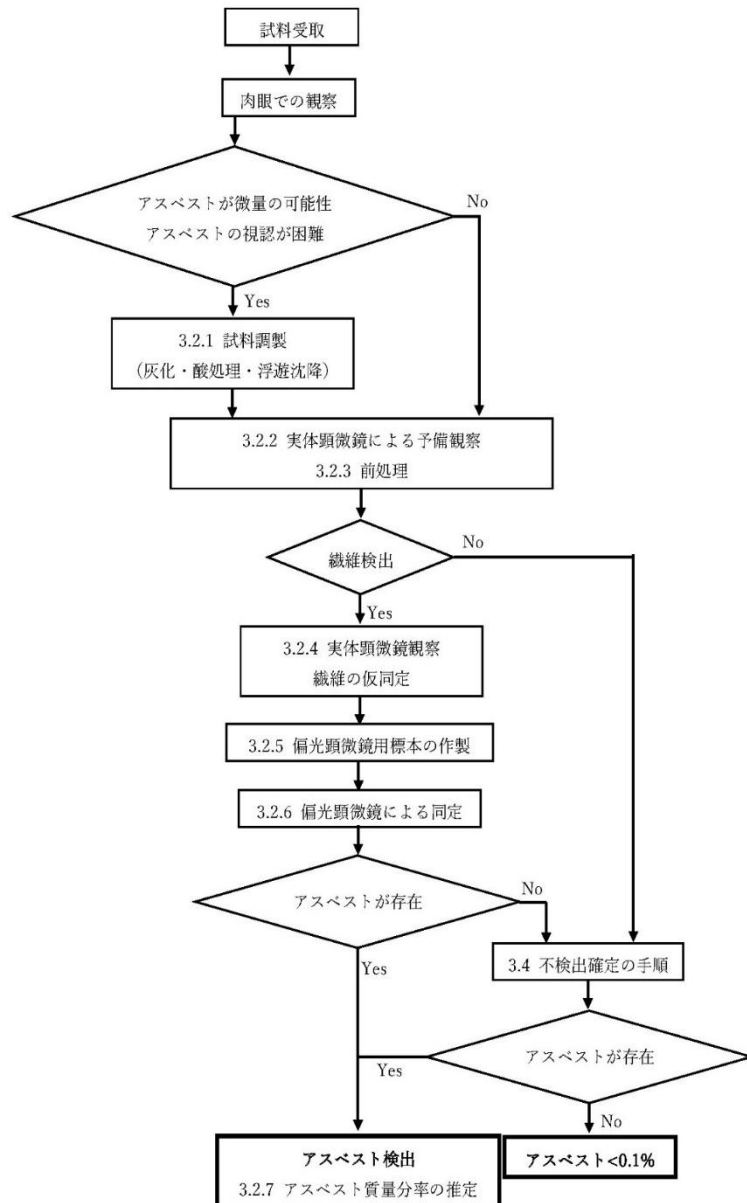 試料受取
肉眼での観察
アスベストが微量の可能性
アスベストの視認が困難
No
Yes
3.2.1 試料調製
（灰化・酸処理・浮遊沈降）
3.2.2 実体顕微鏡による予備観察
3.2.3 前処理
繊維検出
No
Yes
3.2.4 実体顕微鏡観察
繊維の仮同定
3.2.5 偏光顕微鏡用標本の作製
3.2.6 偏光顕微鏡による同定
アスベストが存在
No
Yes
3.4 不検出確定の手順
アスベストが存在
Yes
No
アスベスト検出
3.2.7 アスベスト質量分率の推定
アスベスト<0.1%